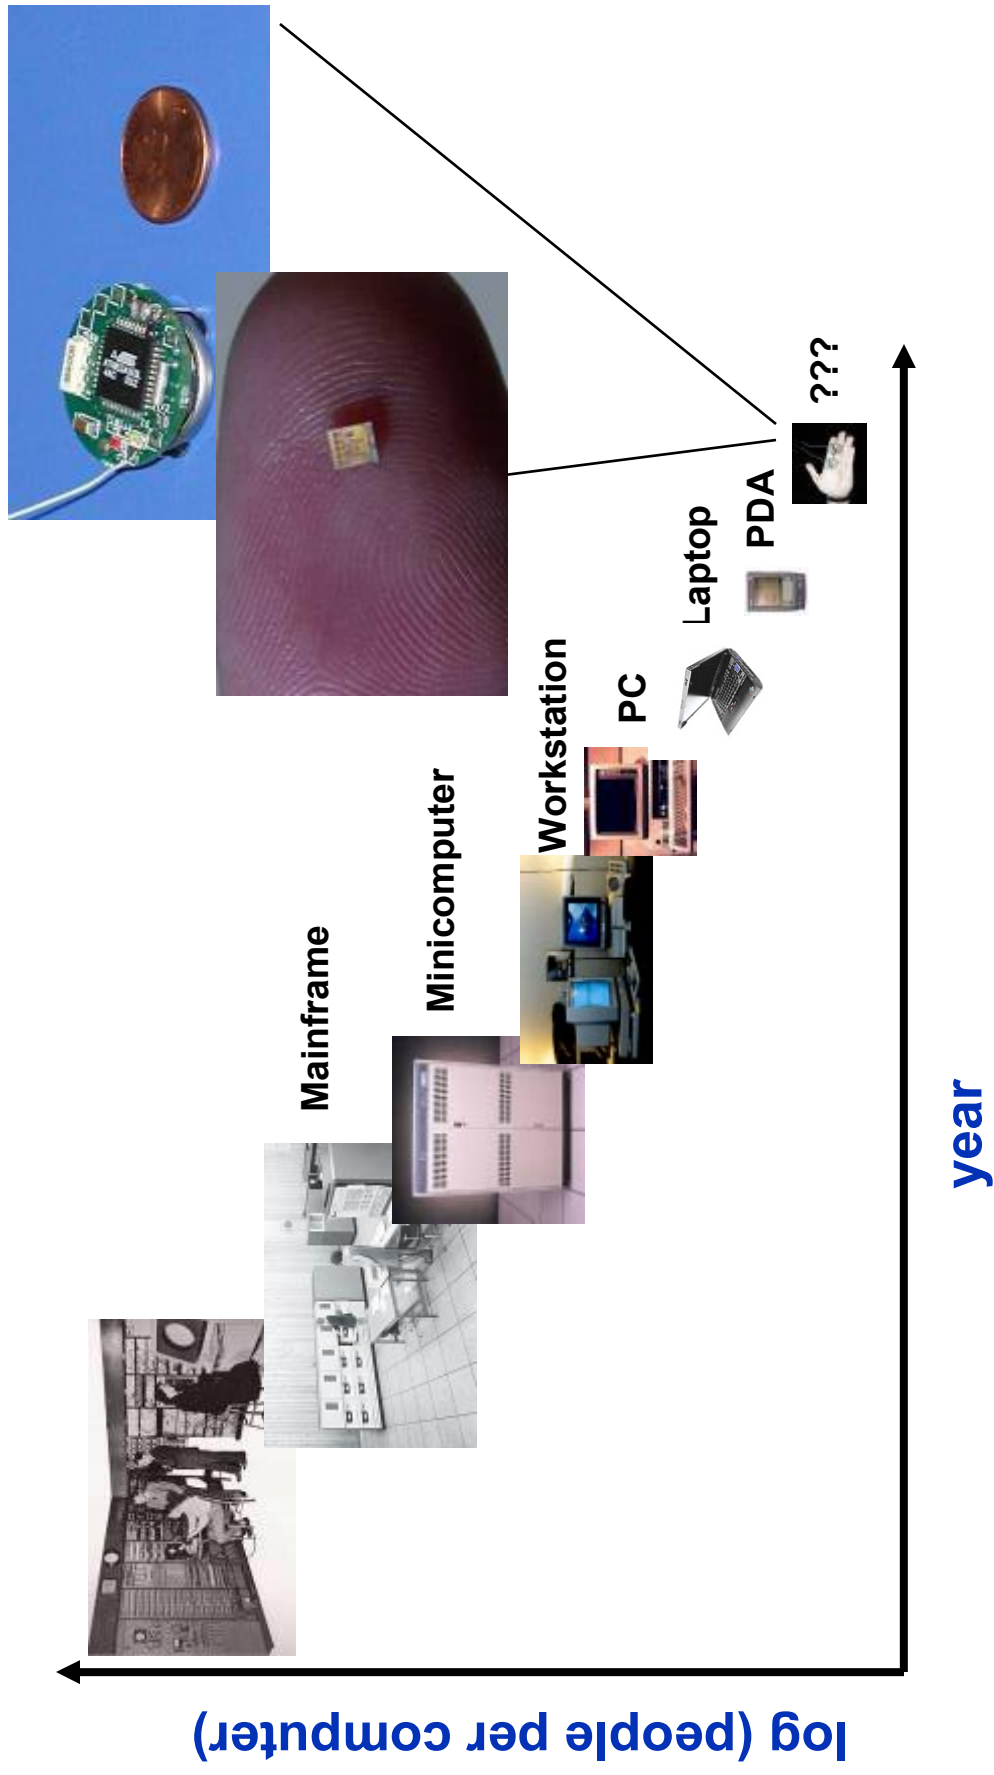 Mainframe
Minicomputer
Workstation
PC
Laptop
PDA
???
log (people per computer)
year